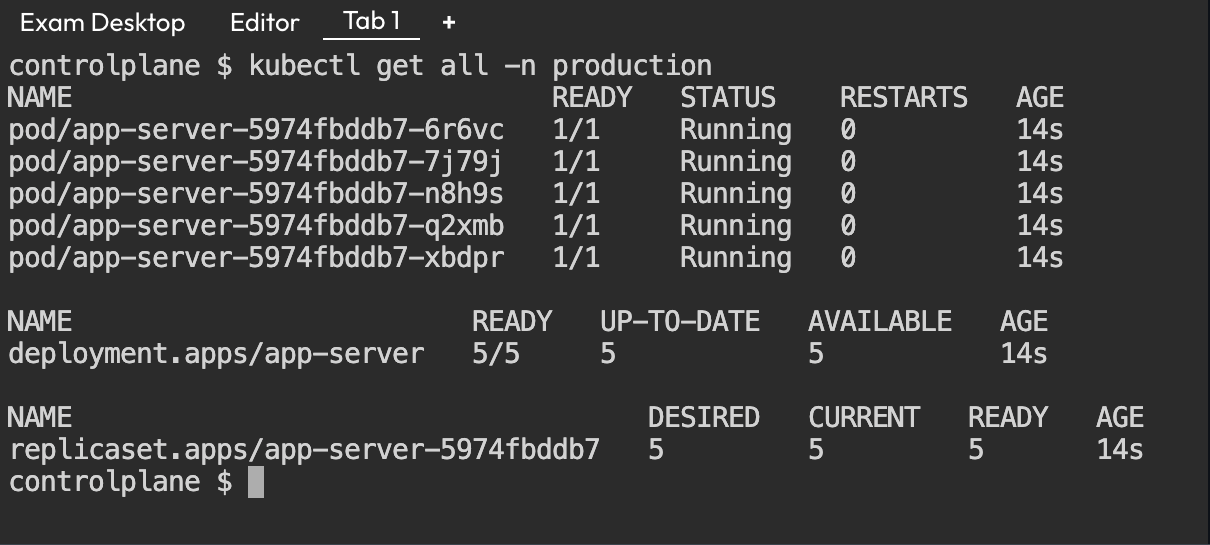 Exam Desktop Editor Tab 1 +
controlplane $ kubectl get all -n production
NAME READY STATUS RESTARTS AGE
pod/app-server-5974fbddb7-6r6vc 1/1 Running 0 14s
pod/app-server-5974fbddb7-7j79j 1/1 Running 0 14s
pod/app-server-5974fbddb7-n8h9s 1/1 Running 0 14s
pod/app-server-5974fbddb7-q2xmb 1/1 Running 0 14s
pod/app-server-5974fbddb7-xbdpr 1/1 Running 0 14s
NAME READY UP-TO-DATE AVAILABLE AGE
deployment.apps/app-server 5/5 5 5 14s
NAME DESIRED CURRENT READY AGE
replicaset.apps/app-server-5974fbddb7 5 5 5 14s
controlplane $